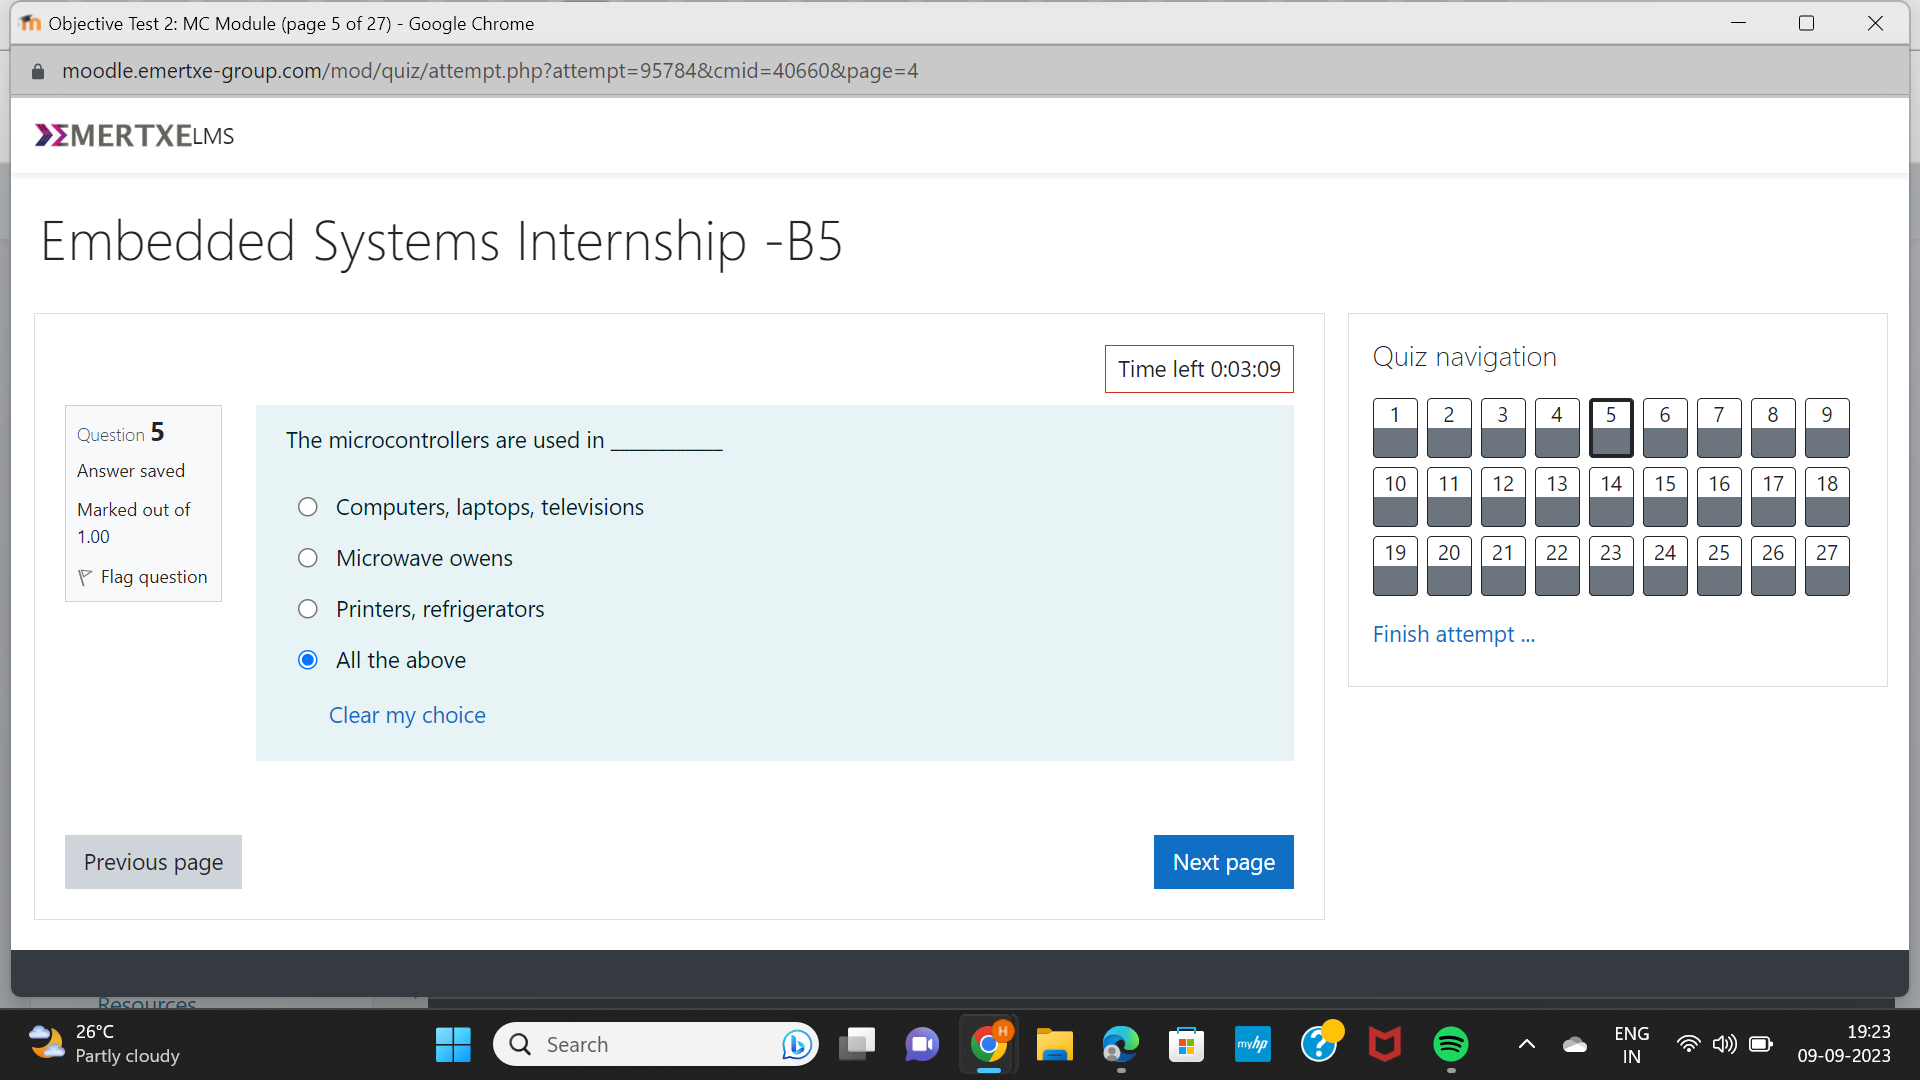 Objective Test 2: MC Module (page 5 of 27) - Google Chrome
moodle.emertxe-group.com/mod/quiz/attempt.php?attempt=95784&cmid=40660&page=4
EMERTXE LMS
Embedded Systems Internship -B5
Time left 0:03:09
Question 5
Answer saved
Marked out of
1.00
Flag question
The microcontrollers are used in ___________
Computers, laptops, televisions
Microwave owens
Printers, refrigerators
All the above
Clear my choice
Previous page
Next page
Quiz navigation
1 2 3 4 5 6 7 8 9
10 11 12 13 14 15 16 17 18
19 20 21 22 23 24 25 26 27
Finish attempt ...
Resources
26°C
Partly cloudy
Search
H
myhp
?
ENG
IN
19:23
09-09-2023